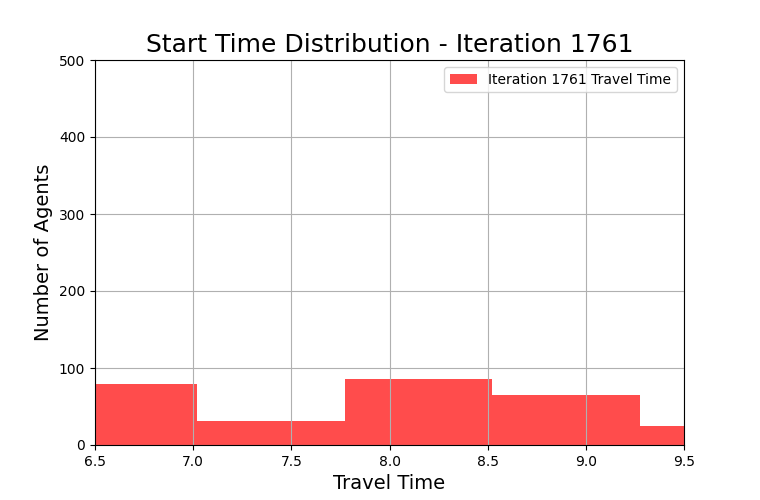 Start Time Distribution - Iteration 1761
Iteration 1761 Travel Time
500
400
300
200
100
0
Number of Agents
6.5 7.0 7.5 8.0 8.5 9.0 9.5
Travel Time